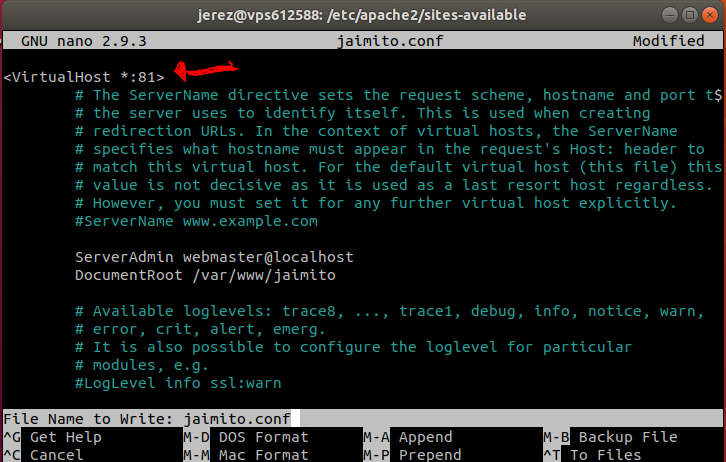 jerez@vps612588: /etc/apache2/sites-available
GNU nano 2.9.3 jaimito.conf Modified
<VirtualHost *:81>
# The ServerName directive sets the request scheme, hostname and port t$
# the server uses to identify itself. This is used when creating
# redirection URLs. In the context of virtual hosts, the ServerName
# specifies what hostname must appear in the request's Host: header to
# match this virtual host. For the default virtual host (this file) this
# value is not decisive as it is used as a last resort host regardless.
# However, you must set it for any further virtual host explicitly.
#ServerName www.example.com
ServerAdmin webmaster@localhost
DocumentRoot /var/www/jaimito
# Available loglevels: trace8, ..., trace1, debug, info, notice, warn,
# error, crit, alert, emerg.
# It is also possible to configure the loglevel for particular
# modules, e.g.
#LogLevel info ssl:warn
File Name to Write: jaimito.conf
^G Get Help M-D DOS Format M-A Append M-B Backup File
^C Cancel M-M Mac Format M-P Prepend ^T To Files